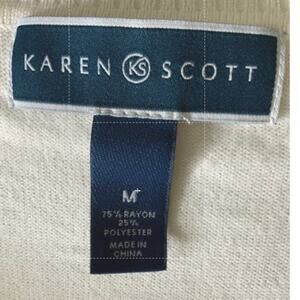 KAREN KS SCOTT
M+
75% RAYON
25%
POLYESTER
MADE IN
CHINA